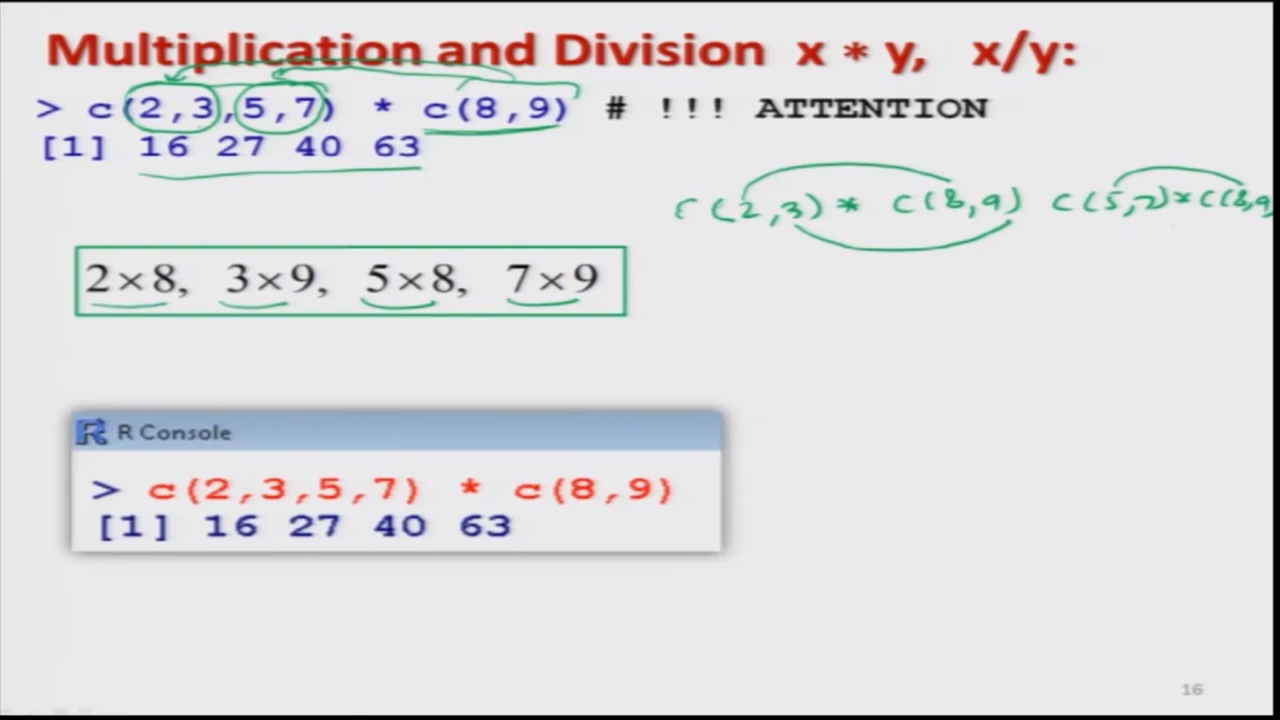 Multiplication and Division x * y, x/y:
> c(2,3,5,7) * c(8,9) # !!! ATTENTION
[1] 16 27 40 63
c(2,3) * c(8,9) c(5,7)*c(8,9
2×8, 3×9, 5×8, 7×9
R Console
> c(2,3,5,7) * c(8,9)
[1] 16 27 40 63
16